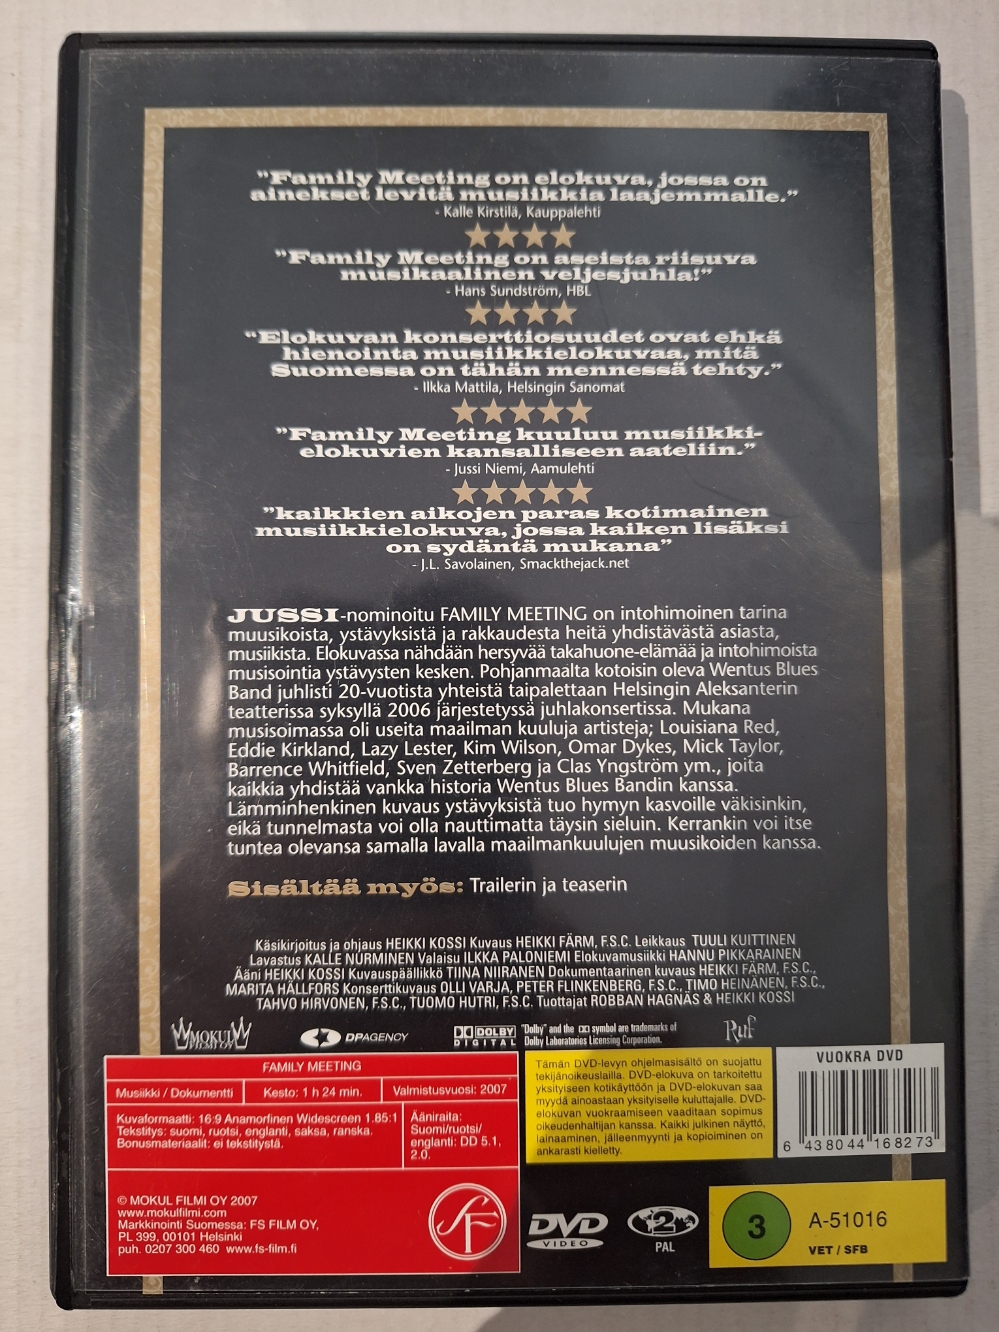 "Family Meeting on elokuva, jossa on
ainekset levitä musiikkia laajemmalle."
- Kalle Kirstilä, Kauppalehti
"Family Meeting on aseista riisuva
musikaalinen veljesjuhla!"
- Hans Sundström, HBL
"Elokuvan konserttiosuudet ovat ehkä
hienointa musiikkielokuvaa, mitä
Suomessa on tähän mennessä tehty."
- Ilkka Mattila, Helsingin Sanomat
"Family Meeting kuuluu musiikki-
elokuvien kansalliseen aateliin."
- Jussi Niemi, Aamulehti
"kaikkien aikojen paras kotimainen
musiikkielokuva, jossa kaiken lisäksi
on sydäntä mukana"
- J.L. Savolainen, Smackthejack.net
JUSSI-nominoitu FAMILY MEETING on intohimoinen tarina
muusikoista, ystävyksistä ja rakkaudesta heitä yhdistävästä asiasta,
musiikista. Elokuvassa nähdään hersyvää takahuone-elämää ja intohimoista
musisointia ystävysten kesken. Pohjanmaalta kotoisin oleva Wentus Blues
Band juhlisti 20-vuotista yhteistä taipalettaan Helsingin Aleksanterin
teatterissa syksyllä 2006 järjestetyssä juhlakonsertissa. Mukana
musisoimassa oli useita maailman kuuluja artisteja; Louisiana Red,
Eddie Kirkland, Lazy Lester, Kim Wilson, Omar Dykes, Mick Taylor,
Barrence Whitfield, Sven Zetterberg ja Clas Yngström ym., joita
kaikkia yhdistää vankka historia Wentus Blues Bandin kanssa.
Lämminhenkinen kuvaus ystävyksistä tuo hymyn kasvoille väkisinkin,
eikä tunnelmasta voi olla nauttimatta täysin sieluin. Kerrankin voi itse
tuntea olevansa samalla lavalla maailmankuulujen muusikoiden kanssa.
Sisältää myös: Trailerin ja teaserin
Käsikirjoitus ja ohjaus HEIKKI KOSSI Kuvaus HEIKKI FÄRM, F.S.C. Leikkaus TUULI KUITTINEN
Lavastus KALLE NURMINEN Valaisu ILKKA PALONIEMI Elokuvamusiikki HANNU PIKKARAINEN
Ääni HEIKKI KOSSI Kuvauspäällikkö TIINA NIIRANEN Dokumentaarinen kuvaus HEIKKI FÄRM, F.S.C.,
MARITA HÄLLFORS Konserttikuvaus OLLI VARJA, PETER FLINKENBERG, F.S.C., TIMO HEINÄNEN, F.S.C.,
TAHVO HIRVONEN, F.S.C., TUOMO HUTRI, F.S.C. Tuottajat ROBBAN HAGNÄS & HEIKKI KOSSI
MOKUL
FILMI OY
DPAGENCY
DOLBY
DIGITAL
"Dolby" and the DD symbol are trademarks of
Dolby Laboratories Licensing Corporation.
Ruf
FAMILY MEETING
Musiikki / Dokumentti
Kesto: 1 h 24 min.
Valmistusvuosi: 2007
Kuvaformaatti: 16:9 Anamorfinen Widescreen 1.85:1
Tekstitys: suomi, ruotsi, englanti, saksa, ranska.
Bonusmateriaalit: ei tekstitystä.
Ääniraita:
Suomi/ruotsi/
englanti: DD 5.1,
2.0.
© MOKUL FILMI OY 2007
www.mokulfilmi.com
Markkinointi Suomessa: FS FILM OY,
PL 399, 00101 Helsinki
puh. 0207 300 460 www.fs-film.fi
SF
Tämän DVD-levyn ohjelmasisältö on suojattu
tekijänoikeuslailla. DVD-elokuva on tarkoitettu
yksityiseen kotikäyttöön ja DVD-elokuvan saa
myydä ainoastaan yksityiselle kuluttajalle. DVD-
elokuvan vuokraamiseen vaaditaan sopimus
oikeudenhaltijan kanssa. Kaikki julkinen näyttö,
lainaaminen, jälleenmyynti ja kopioiminen on
ankarasti kielletty.
VUOKRA DVD
6 438044 168273
DVD
VIDEO
2
PAL
3
A-51016
VET / SFB